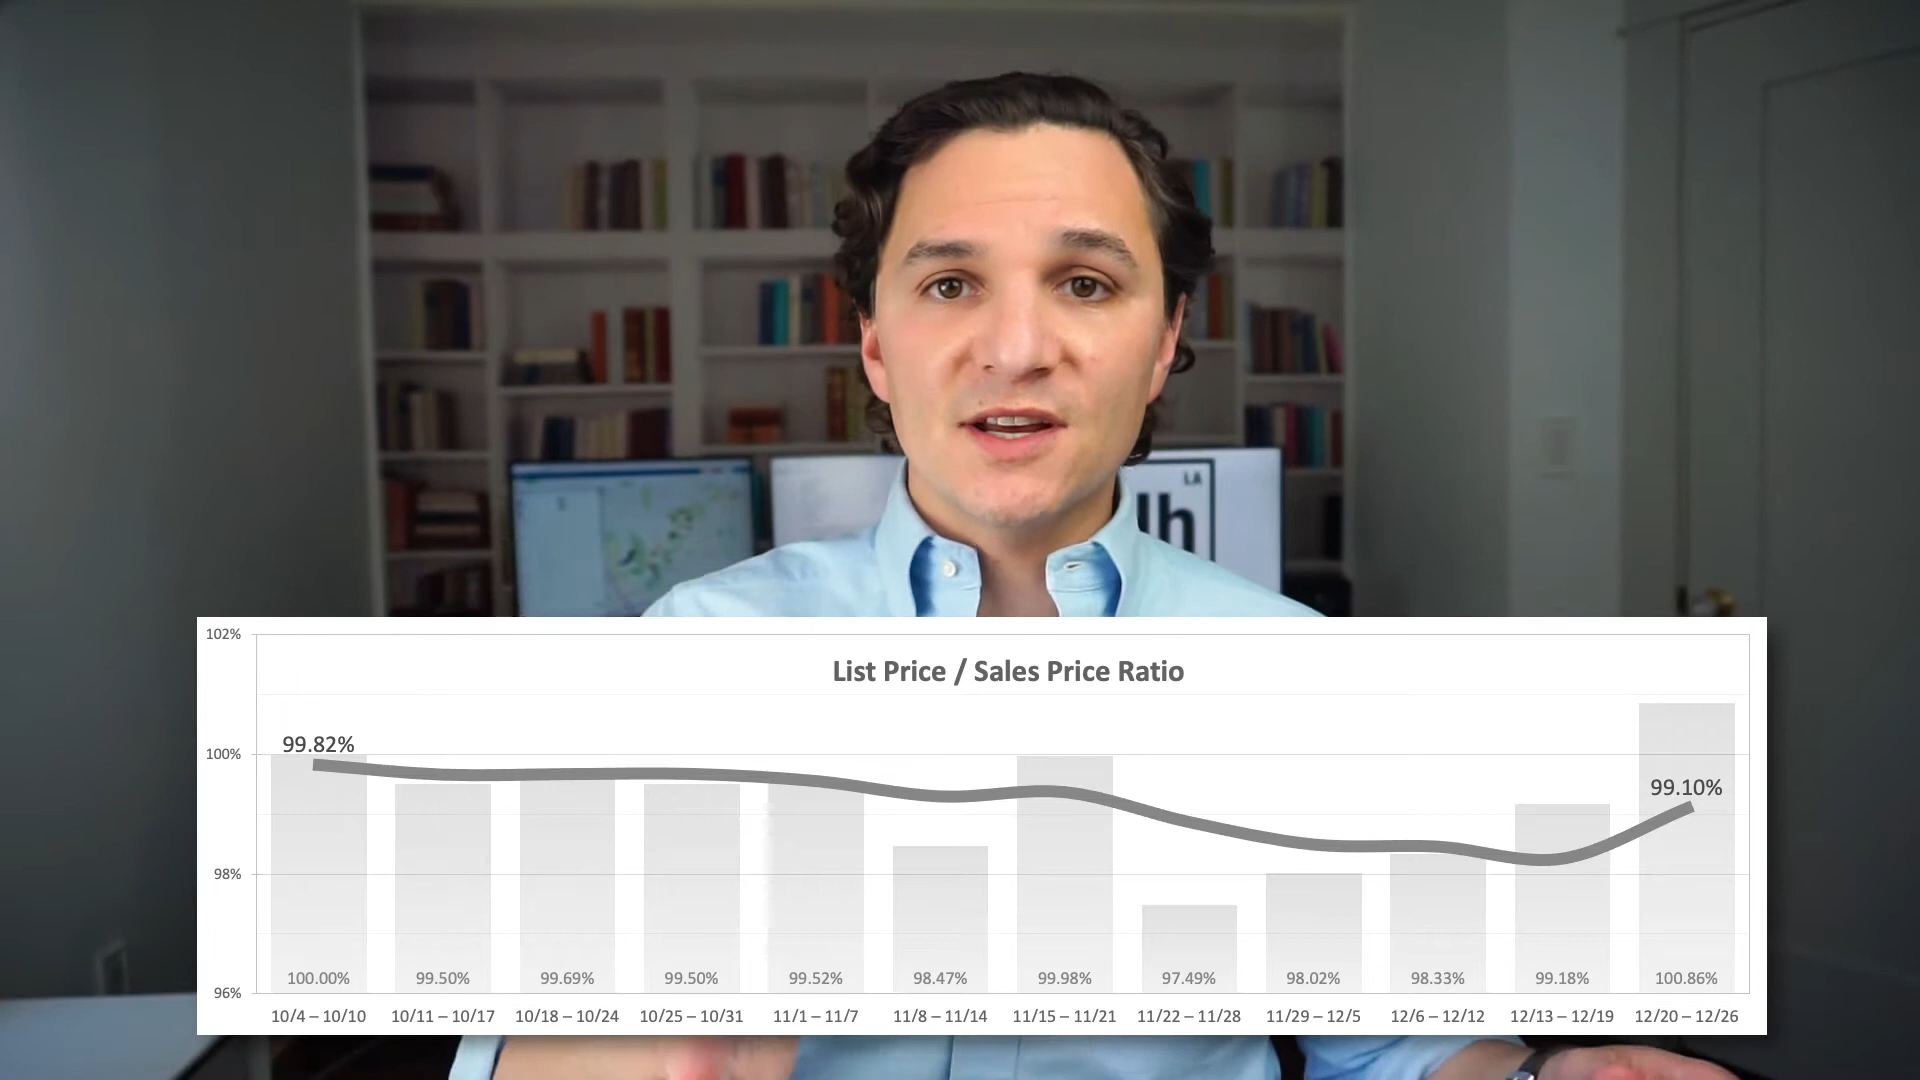 LA
lh
102%
List Price / Sales Price Ratio
99.82%
100%
99.10%
98%
100.00% 99.50% 99.69% 99.50% 99.52% 98.47% 99.98% 97.49% 98.02% 98.33% 99.18% 100.86%
96%
10/4 – 10/10 10/11 – 10/17 10/18 – 10/24 10/25 – 10/31 11/1 – 11/7 11/8 – 11/14 11/15 – 11/21 11/22 – 11/28 11/29 – 12/5 12/6 – 12/12 12/13 – 12/19 12/20 – 12/26